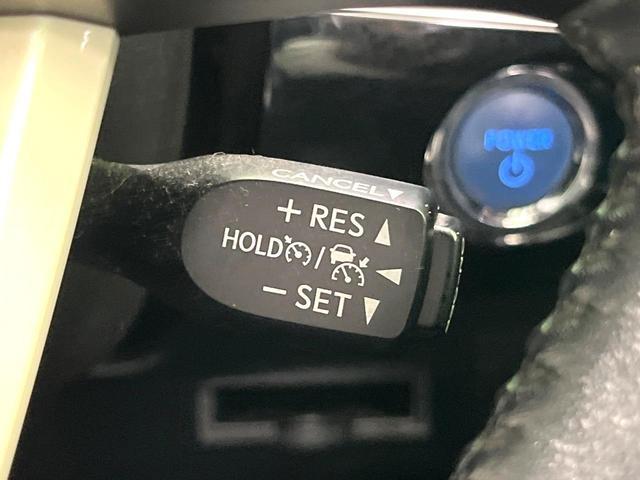 CANCEL▼
+ RES ▲
HOLD / ◀
− SET ▼
POWER